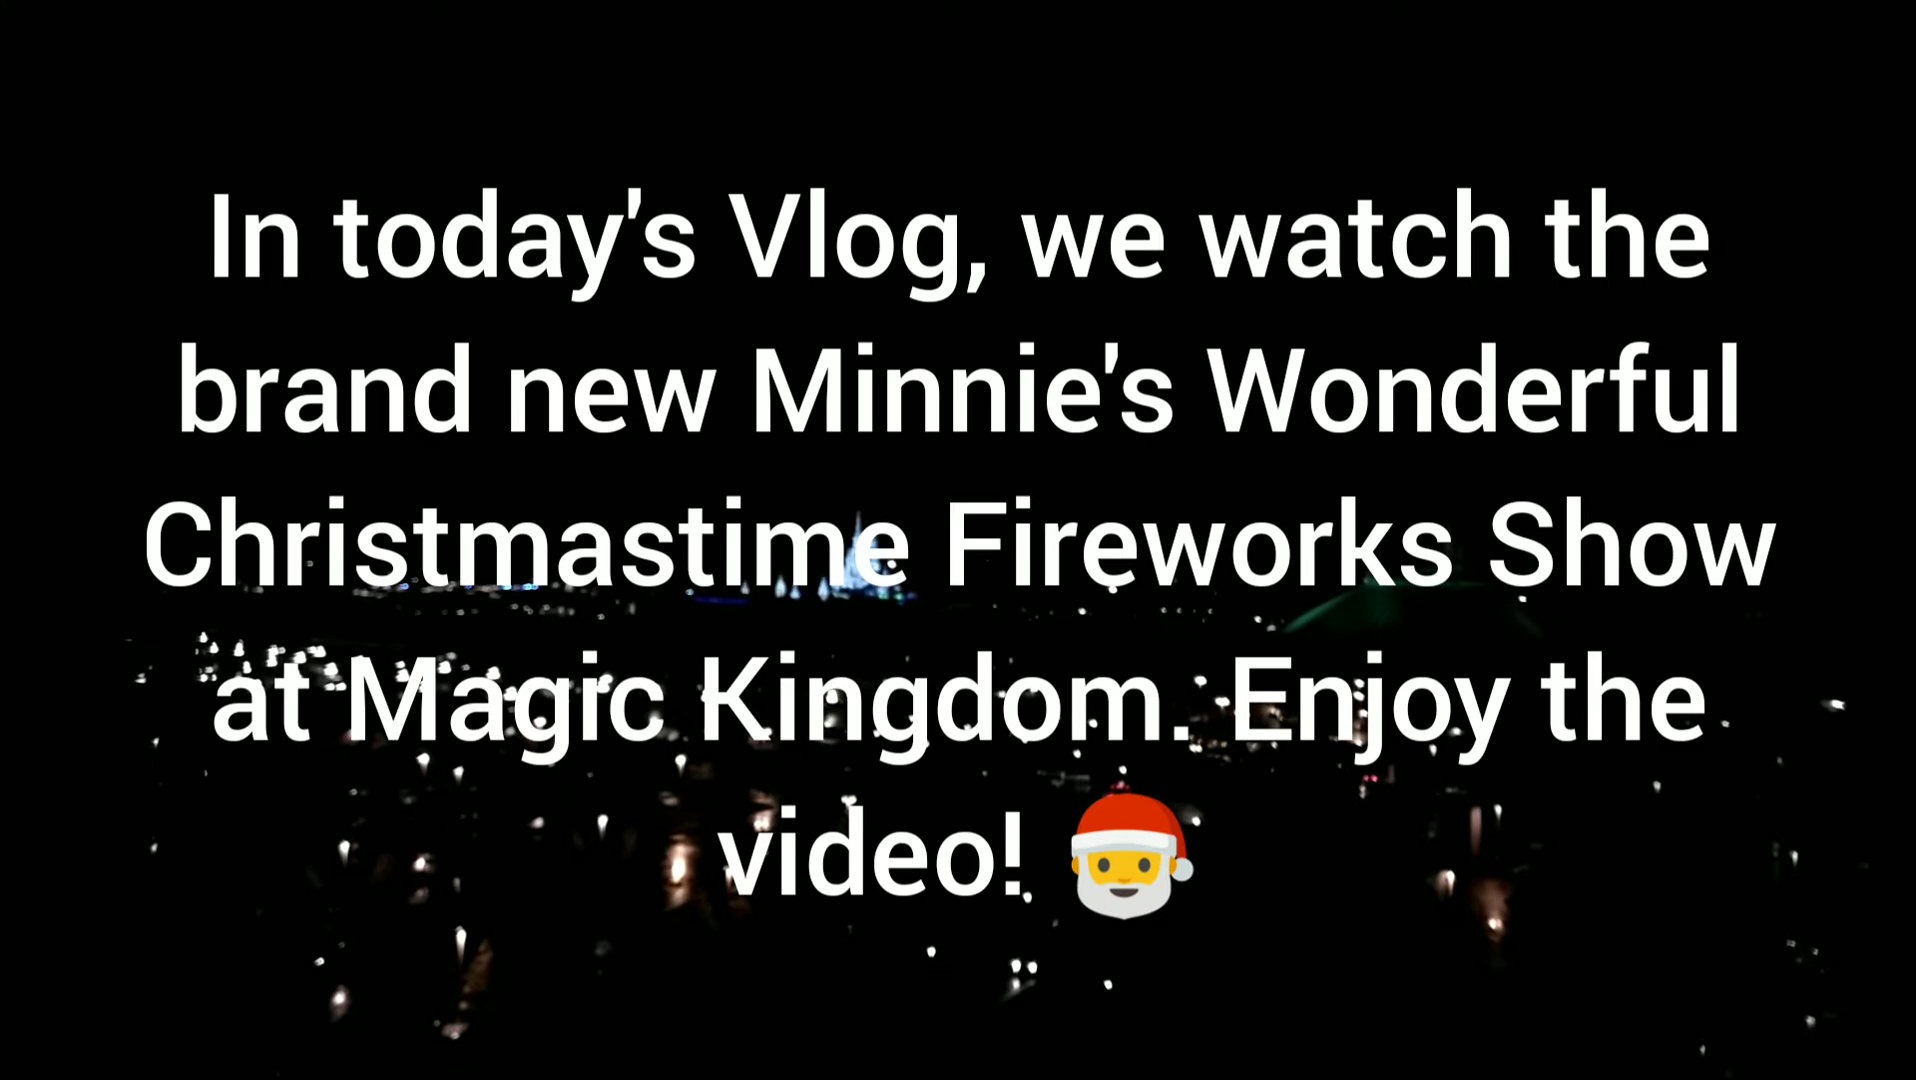 In today's Vlog, we watch the
brand new Minnie's Wonderful
Christmastime Fireworks Show
at Magic Kingdom. Enjoy the
video! 🎅